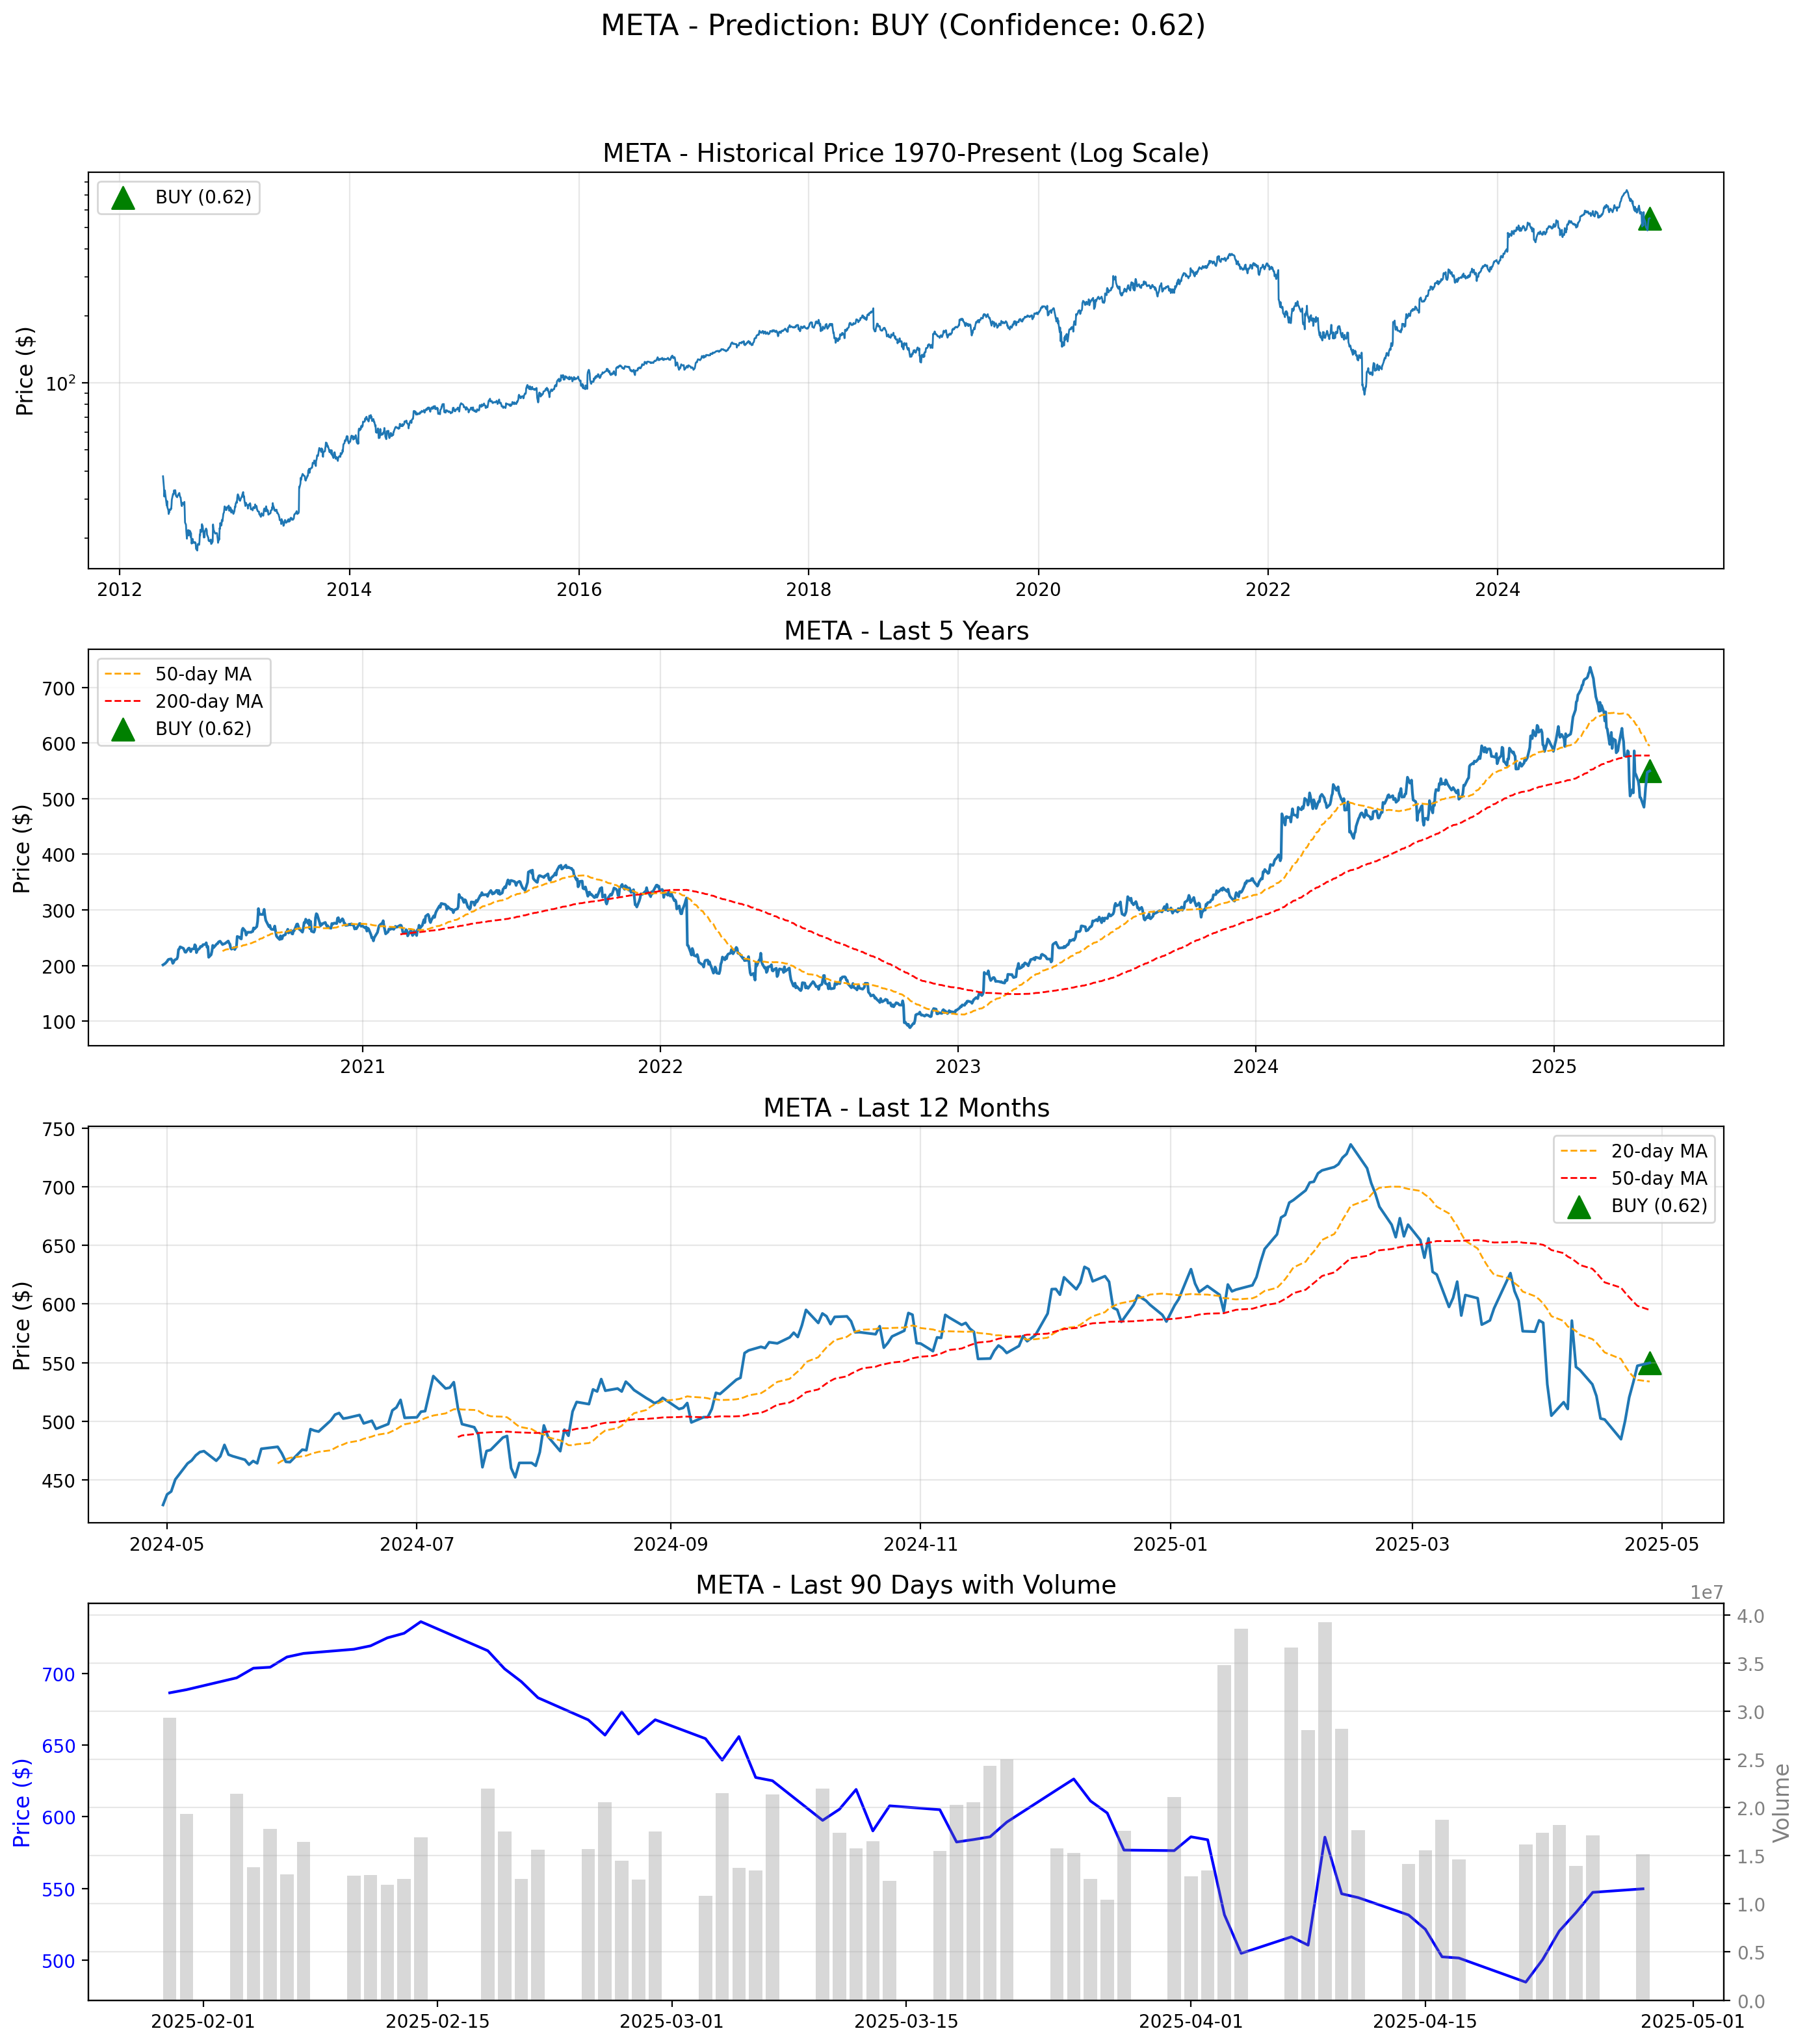 META - Prediction: BUY (Confidence: 0.62)
META - Historical Price 1970-Present (Log Scale)
BUY (0.62)
Price ($)
10²
2012 2014 2016 2018 2020 2022 2024
META - Last 5 Years
50-day MA
200-day MA
BUY (0.62)
Price ($)
700
600
500
400
300
200
100
2021 2022 2023 2024 2025
META - Last 12 Months
20-day MA
50-day MA
BUY (0.62)
Price ($)
750
700
650
600
550
500
450
2024-05 2024-07 2024-09 2024-11 2025-01 2025-03 2025-05
META - Last 90 Days with Volume
1e7
Price ($)
700
650
600
550
500
4.0
3.5
3.0
2.5
2.0
1.5
1.0
0.5
0.0
Volume
2025-02-01 2025-02-15 2025-03-01 2025-03-15 2025-04-01 2025-04-15 2025-05-01